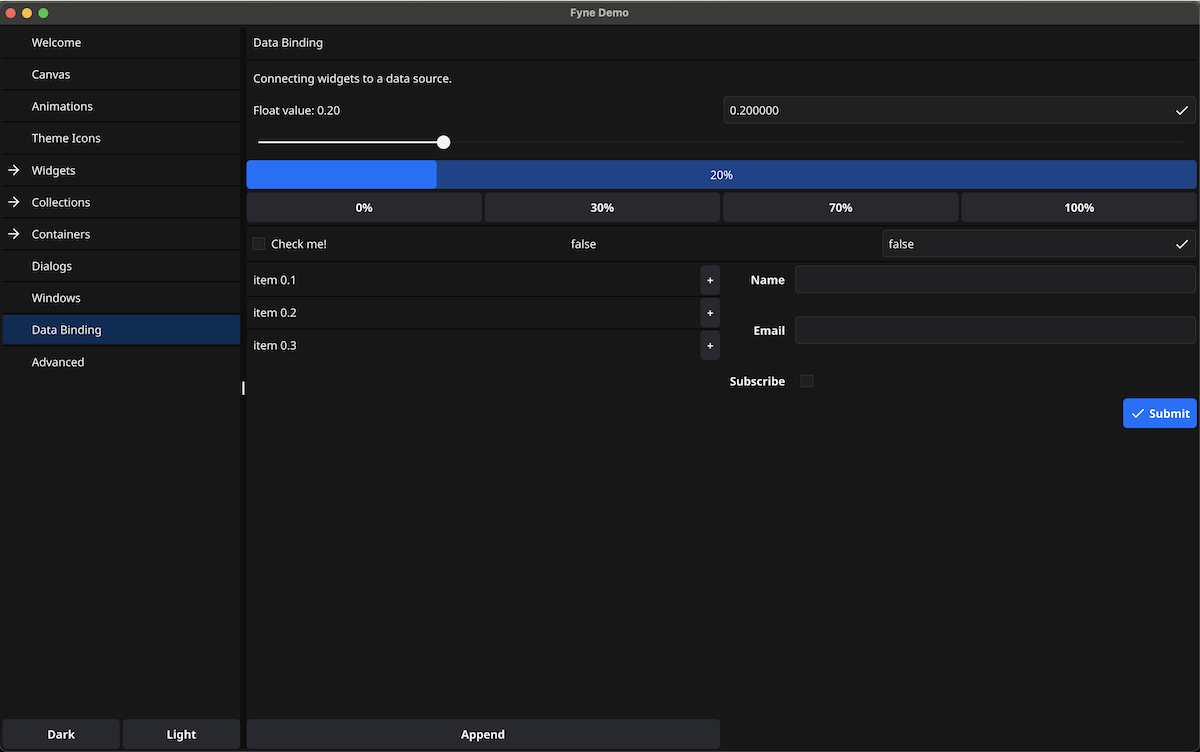 Fyne Demo
Welcome
Canvas
Animations
Theme Icons
Widgets
Collections
Containers
Dialogs
Windows
Data Binding
Advanced
Dark Light
Data Binding
Connecting widgets to a data source.
Float value: 0.20 0.200000
20%
0% 30% 70% 100%
Check me! false false
item 0.1 +
item 0.2 +
item 0.3 +
Name
Email
Subscribe
Submit
Append